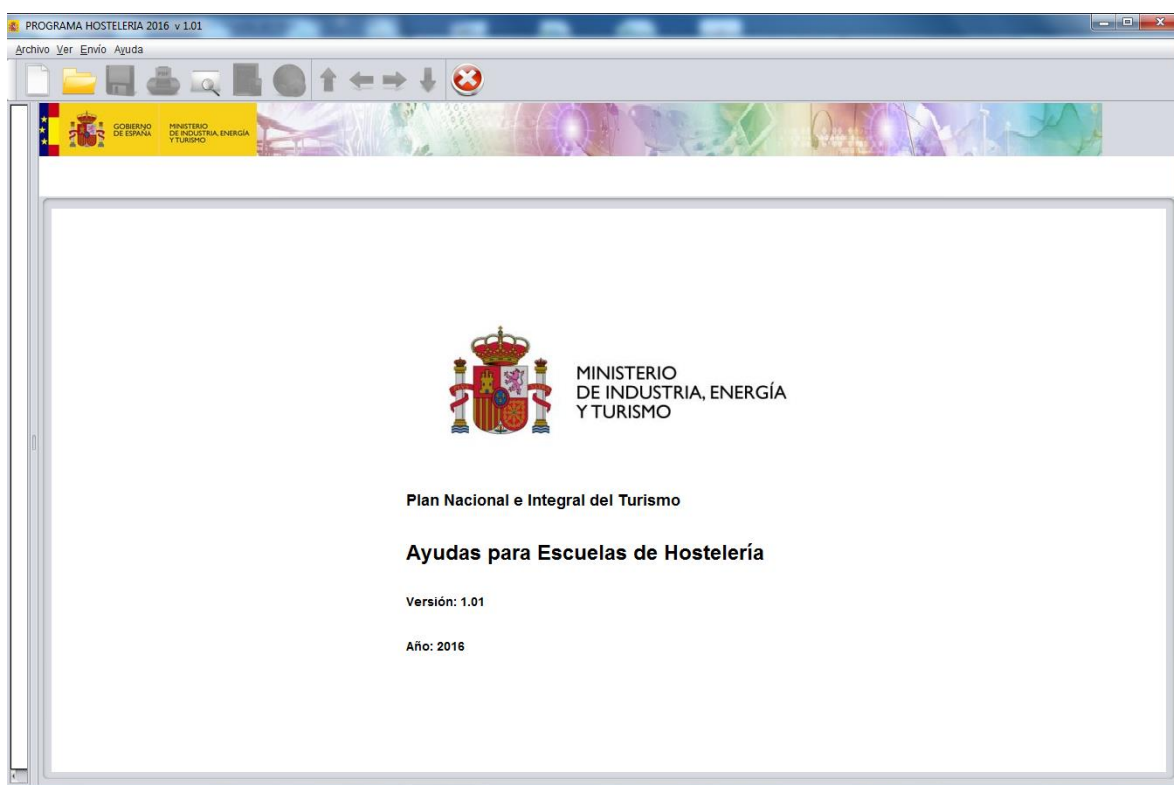 PROGRAMA HOSTELERIA 2016 v 1.01
Archivo Ver Envío Ayuda
GOBIERNO
DE ESPAÑA
MINISTERIO
DE INDUSTRIA, ENERGÍA
Y TURISMO
MINISTERIO
DE INDUSTRIA, ENERGÍA
Y TURISMO
Plan Nacional e Integral del Turismo
Ayudas para Escuelas de Hostelería
Versión: 1.01
Año: 2016